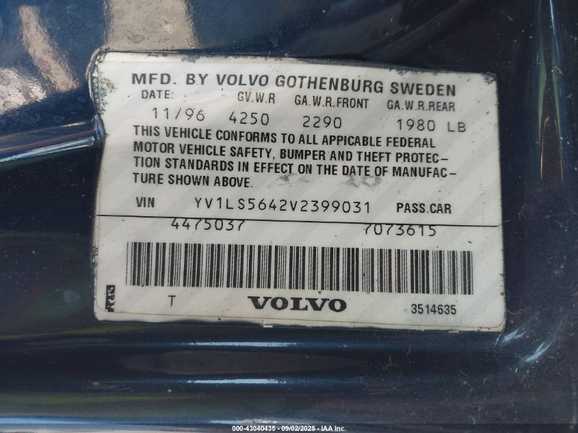 MFD. BY VOLVO GOTHENBURG SWEDEN
DATE: GV.W.R GA.W.R.FRONT GA.W.R.REAR
11/96 4250 2290 1980 LB
THIS VEHICLE CONFORMS TO ALL APPICABLE FEDERAL
MOTOR VEHICLE SAFETY, BUMPER AND THEFT PROTEC-
TION STANDARDS IN EFFECT ON THE DATE OF MANUFAC-
TURE SHOWN ABOVE.
VIN YV1LS5642V2399031 PASS.CAR
4475037 7073615
T VOLVO 3514635
000-43040435 - 09/02/2025 - IAA Inc.